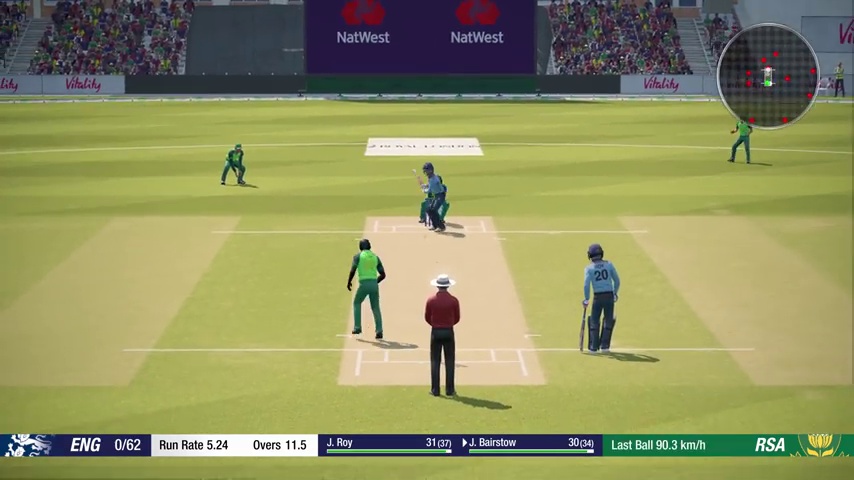 NatWest NatWest
Vitality
Vitality
Vitality
20
ENG 0/62 Run Rate 5.24 Overs 11.5 J. Roy 31 (37) J. Bairstow 30 (34) Last Ball 90.3 km/h RSA